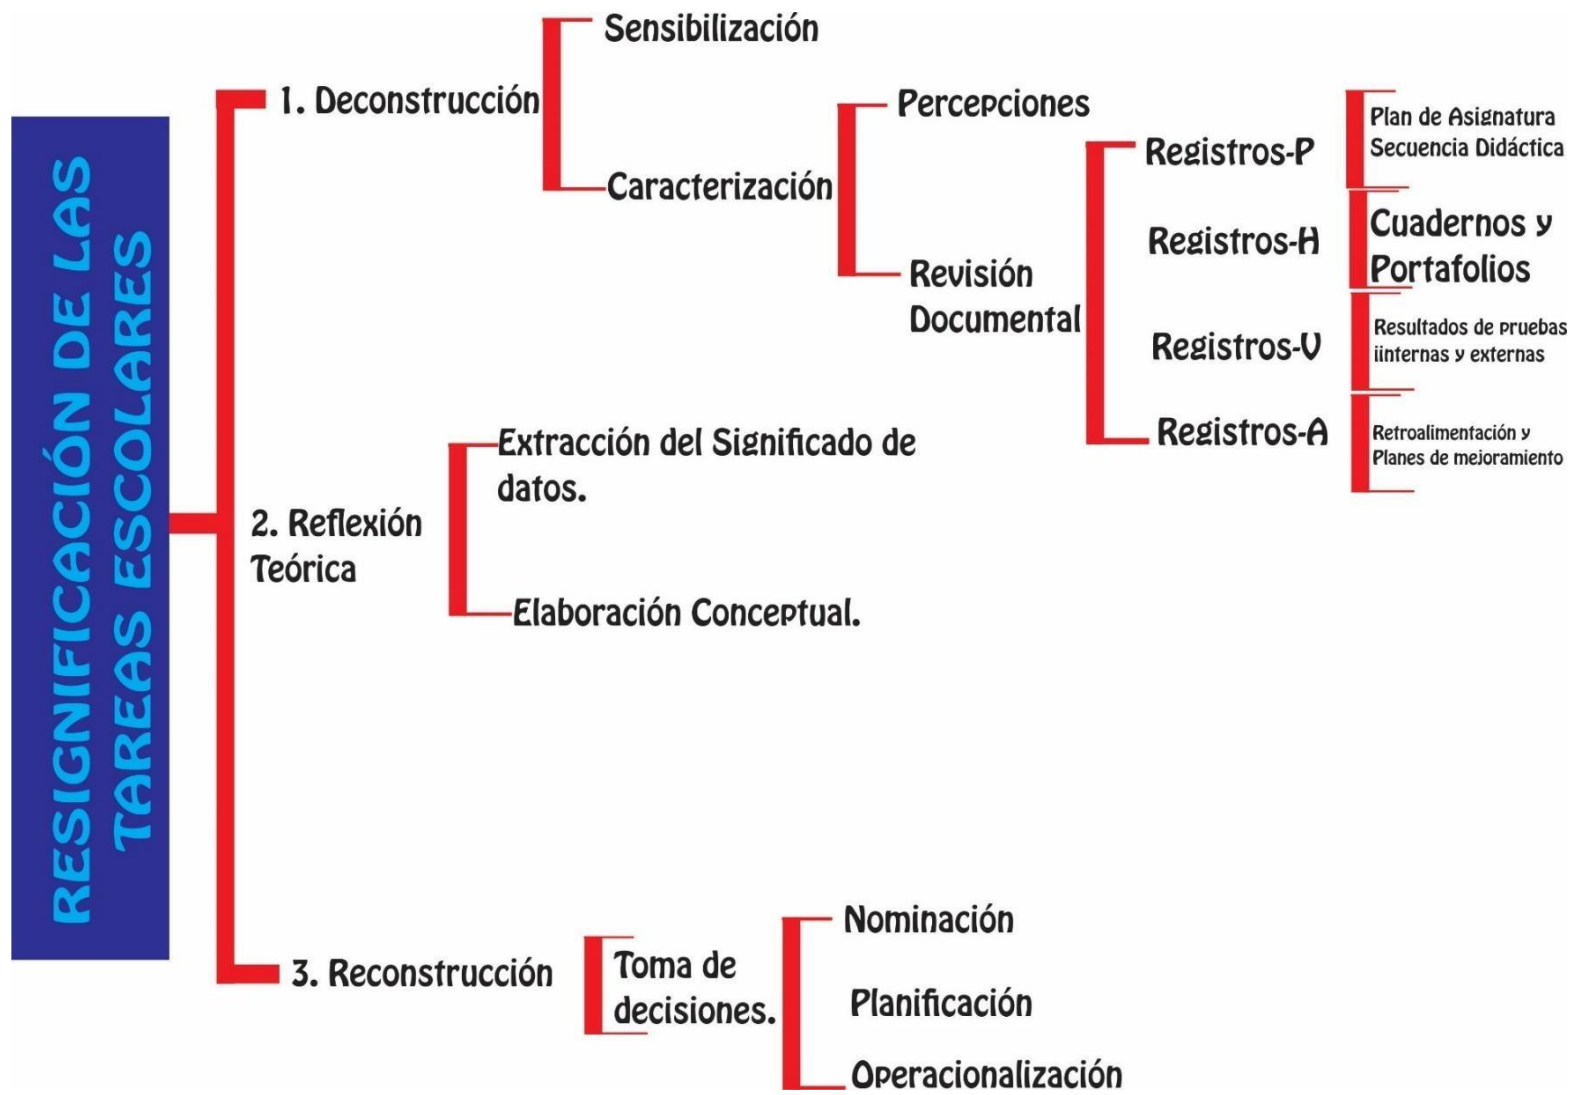 RESIGNIFICACIÓN DE LAS
TAREAS ESCOLARES
1. Deconstrucción
Sensibilización
Caracterización
Percepciones
Revisión
Documental
Registros-P
Plan de Asignatura
Secuencia Didáctica
Registros-H
Cuadernos y
Portafolios
Registros-V
Resultados de pruebas
iinternas y externas
Registros-A
Retroalimentación y
Planes de mejoramiento
2. Reflexión
Teórica
Extracción del Significado de
datos.
Elaboración Conceptual.
3. Reconstrucción
Toma de
decisiones.
Nominación
Planificación
Operacionalización